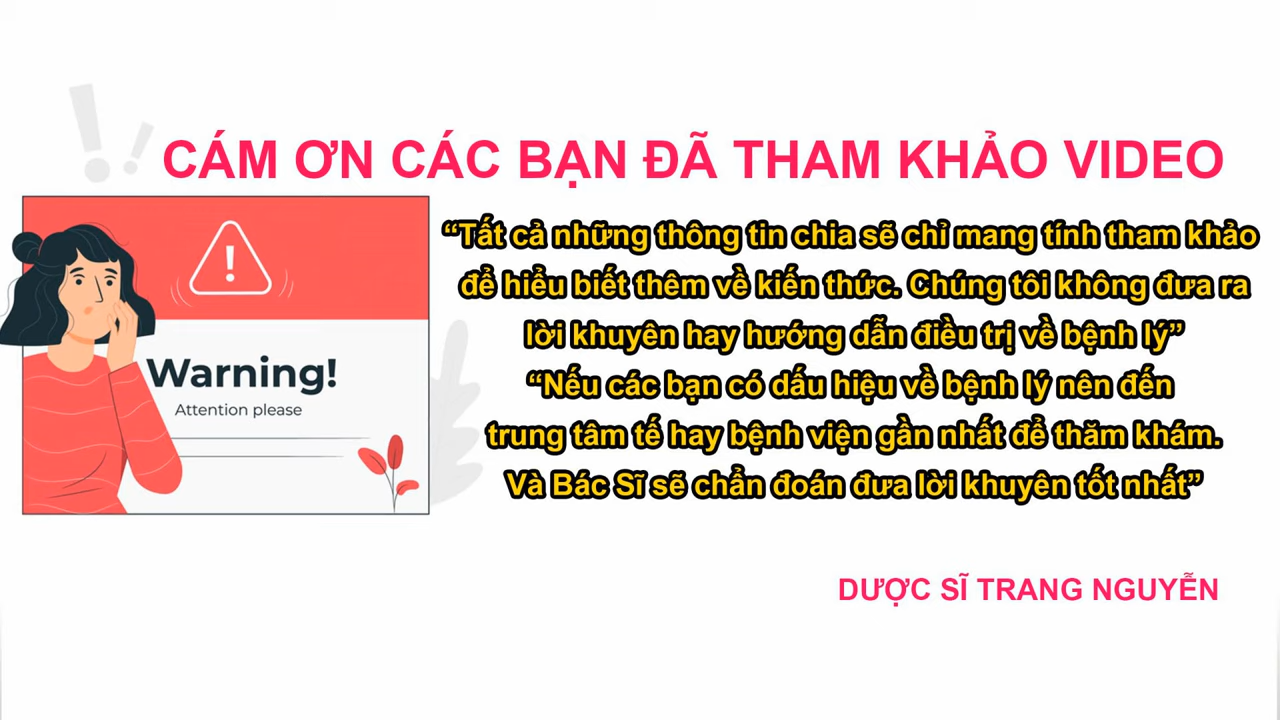 CÁM ƠN CÁC BẠN ĐÃ THAM KHẢO VIDEO
“Tất cả những thông tin chia sẽ chỉ mang tính tham khảo
để hiểu biết thêm về kiến thức. Chúng tôi không đưa ra
lời khuyên hay hướng dẫn điều trị về bệnh lý”
“Nếu các bạn có dấu hiệu về bệnh lý nên đến
trung tâm tế hay bệnh viện gần nhất để thăm khám.
Và Bác Sĩ sẽ chẩn đoán đưa lời khuyên tốt nhất”
Warning!
Attention please
DƯỢC SĨ TRANG NGUYỄN